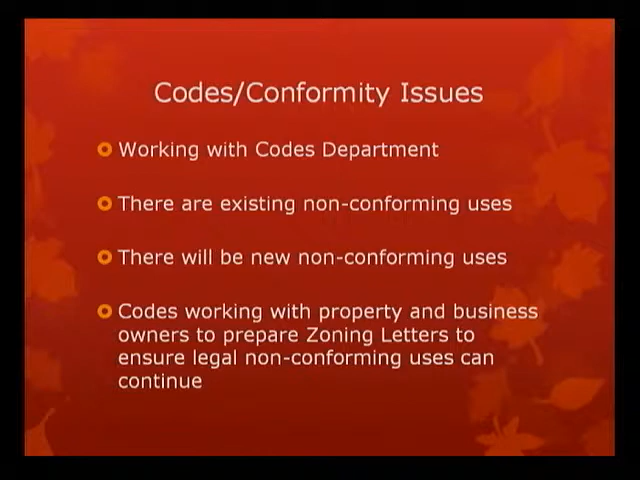 Codes/Conformity Issues
Working with Codes Department
There are existing non-conforming uses
There will be new non-conforming uses
Codes working with property and business
owners to prepare Zoning Letters to
ensure legal non-conforming uses can
continue